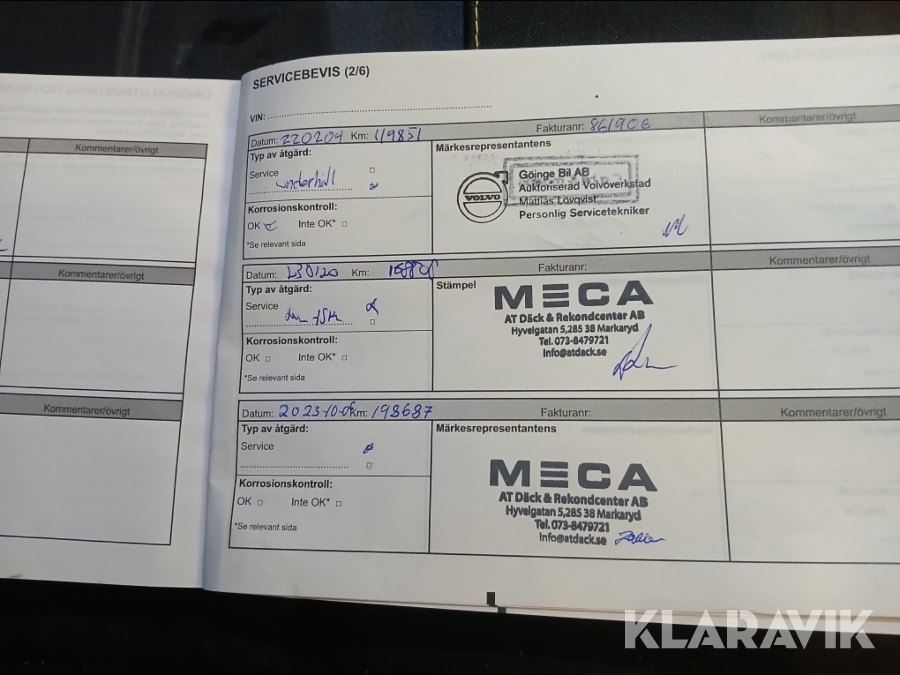 Kommentarer/övrigt
Kommentarer/övrigt
Kommentarer/övrigt
SERVICEBEVIS (2/6)
VIN:
Datum: 220204 Km: 119851 Fakturanr: 861906 Kommentarer/övrigt
Typ av åtgärd:
Service
underhåll
Korrosionskontroll:
OK Inte OK*
*Se relevant sida
Märkesrepresentantens
VOLVO
Göinge Bil AB
Auktoriserad Volvoverkstad
Mattias Lövqvist
Personlig Servicetekniker
Datum: 230120 Km: Fakturanr: Kommentarer/övrigt
Typ av åtgärd:
Service
Korrosionskontroll:
OK Inte OK*
*Se relevant sida
Stämpel
MECA
AT Däck & Rekondcenter AB
Hyvelgatan 5,285 38 Markaryd
Tel. 073-8479721
Info@atdack.se
Datum: 2023-10-0 Km: 198687 Fakturanr: Kommentarer/övrigt
Typ av åtgärd:
Service
Korrosionskontroll:
OK Inte OK*
*Se relevant sida
Märkesrepresentantens
MECA
AT Däck & Rekondcenter AB
Hyvelgatan 5,285 38 Markaryd
Tel. 073-8479721
Info@atdack.se
KLARAVIK